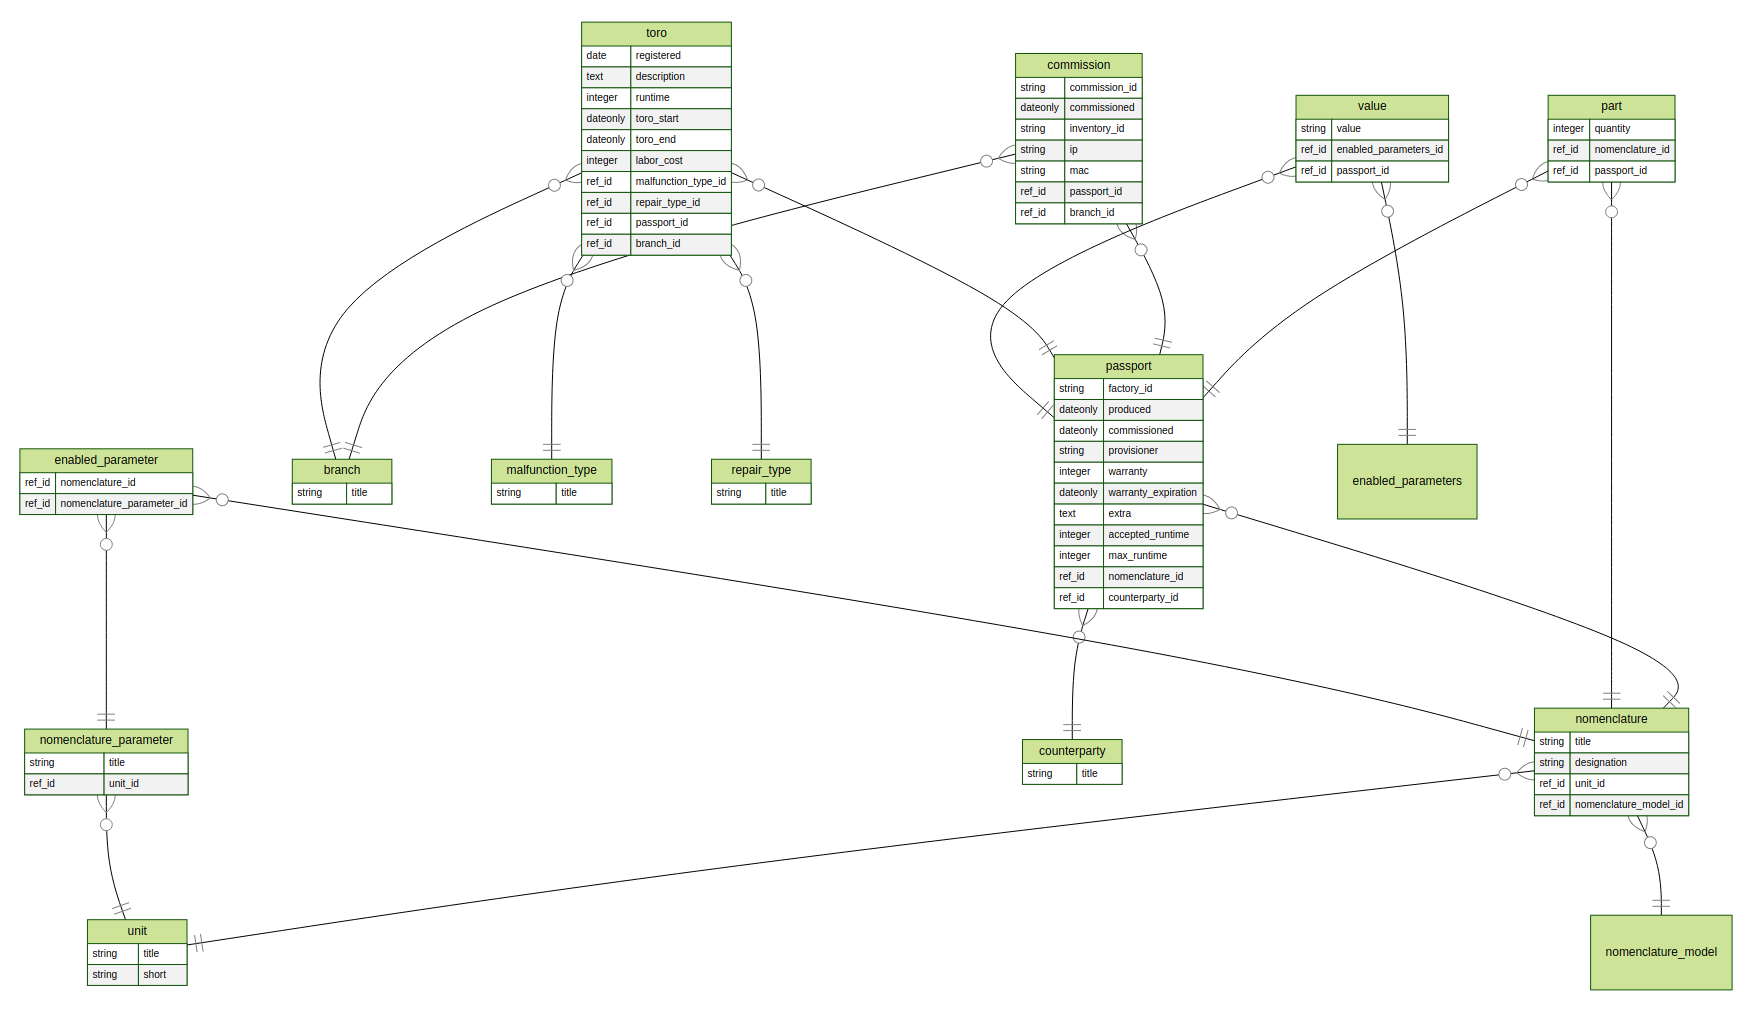 toro
date registered
text description
integer runtime
dateonly toro_start
dateonly toro_end
integer labor_cost
ref_id malfunction_type_id
ref_id repair_type_id
ref_id passport_id
ref_id branch_id
commission
string commission_id
dateonly commissioned
string inventory_id
string ip
string mac
ref_id passport_id
ref_id branch_id
value
string value
ref_id enabled_parameters_id
ref_id passport_id
part
integer quantity
ref_id nomenclature_id
ref_id passport_id
passport
string factory_id
dateonly produced
dateonly commissioned
string provisioner
integer warranty
dateonly warranty_expiration
text extra
integer accepted_runtime
integer max_runtime
ref_id nomenclature_id
ref_id counterparty_id
enabled_parameter
ref_id nomenclature_id
ref_id nomenclature_parameter_id
branch
string title
malfunction_type
string title
repair_type
string title
enabled_parameters
nomenclature_parameter
string title
ref_id unit_id
counterparty
string title
nomenclature
string title
string designation
ref_id unit_id
ref_id nomenclature_model_id
unit
string title
string short
nomenclature_model